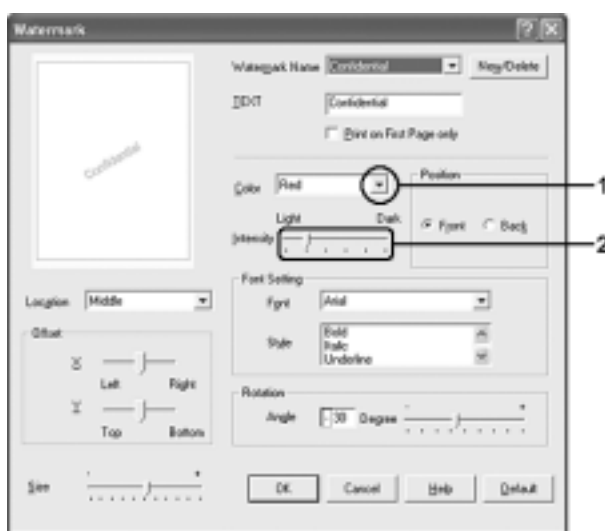 Watermark
Watermark Name Confidential New/Delete
TEXT Confidential
Print on First Page only
Confidential
Color Red 1
Position
Light Dark
Front Back
Intensity 2
Font Setting
Location Middle
Font Arial
Offset
Style Bold
Italic
Underline
Left Right
Rotation
Angle -30 Degree - +
Top Bottom
Size - +
OK Cancel Help Default